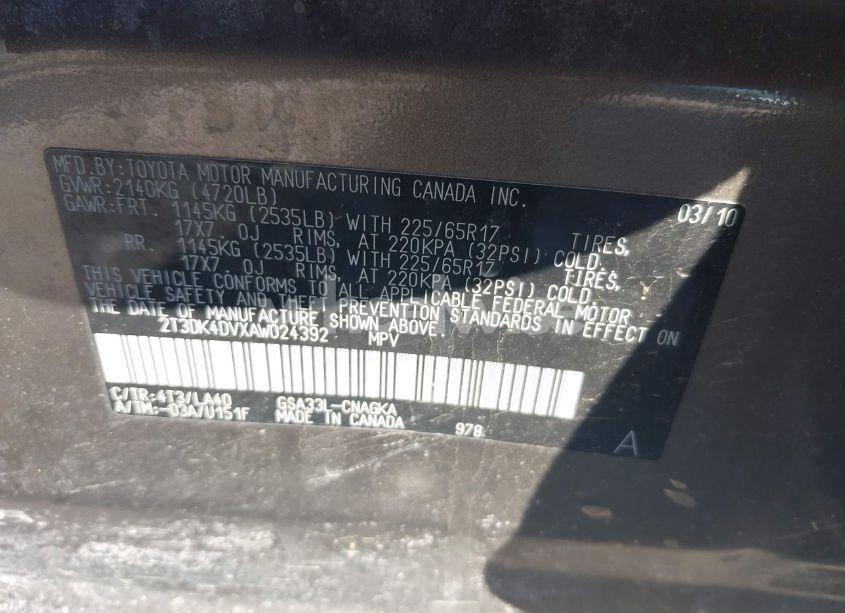 MFD.BY:TOYOTA MOTOR MANUFACTURING CANADA INC.
GVWR:2140KG (4720LB) 03/10
GAWR:FRT. 1145KG (2535LB) WITH 225/65R17 TIRES,
17X7.0J RIMS, AT 220KPA (32PSI) COLD.
RR. 1145KG (2535LB) WITH 225/65R17 TIRES,
17X7.0J RIMS, AT 220KPA (32PSI) COLD.
THIS VEHICLE CONFORMS TO ALL APPLICABLE FEDERAL MOTOR
VEHICLE SAFETY AND THEFT PREVENTION STANDARDS IN EFFECT ON
THE DATE OF MANUFACTURE SHOWN ABOVE.
2T3DK4DVXAW024392 MPV
C/TR:4T3/LA40 GSA33L-CNAGKA
A/TM:-03A/U151F MADE IN CANADA 978
A